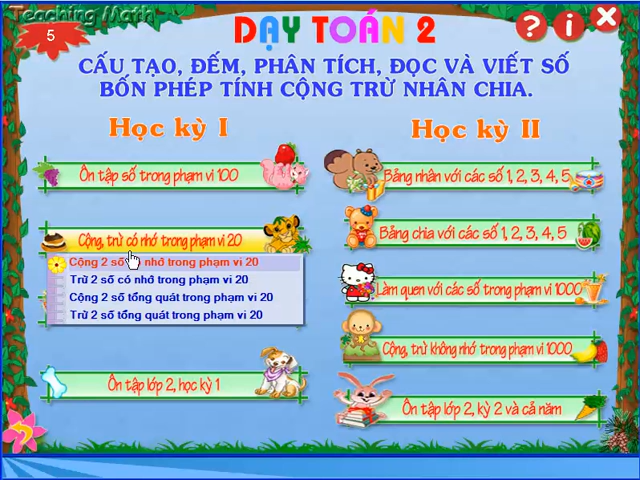 Teaching Math
5
DẠY TOÁN 2
CẤU TẠO, ĐẾM, PHÂN TÍCH, ĐỌC VÀ VIẾT SỐ
BỐN PHÉP TÍNH CỘNG TRỪ NHÂN CHIA.
Học kỳ I
Ôn tập số trong phạm vi 100
Cộng, trừ có nhớ trong phạm vi 20
Cộng 2 số nhớ trong phạm vi 20
Trừ 2 số có nhớ trong phạm vi 20
Cộng 2 số tổng quát trong phạm vi 20
Trừ 2 số tổng quát trong phạm vi 20
Ôn tập lớp 2, học kỳ 1
Học kỳ II
Bảng nhân với các số 1, 2, 3, 4, 5
Bảng chia với các số 1, 2, 3, 4, 5
Làm quen với các số trong phạm vi 1000
Cộng, trừ không nhớ trong phạm vi 1000
Ôn tập lớp 2, kỳ 2 và cả năm